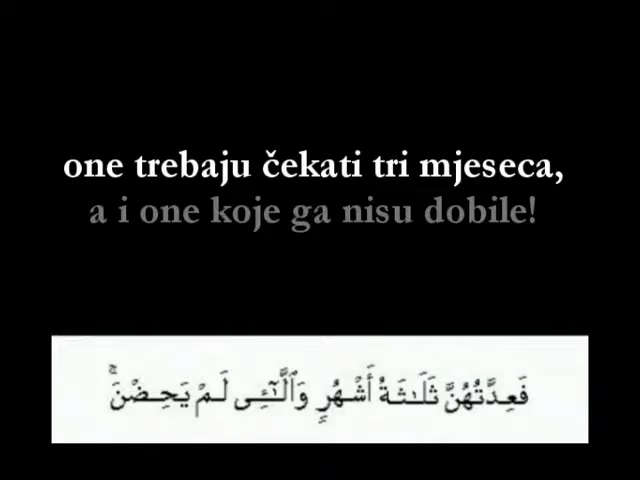 one trebaju čekati tri mjeseca,
a i one koje ga nisu dobile!
فَعِدَّتُهُنَّ ثَلَـٰثَةُ أَشْهُرٍ وَٱلَّـٰٓـِٔى لَمْ يَحِضْنَ ۚ